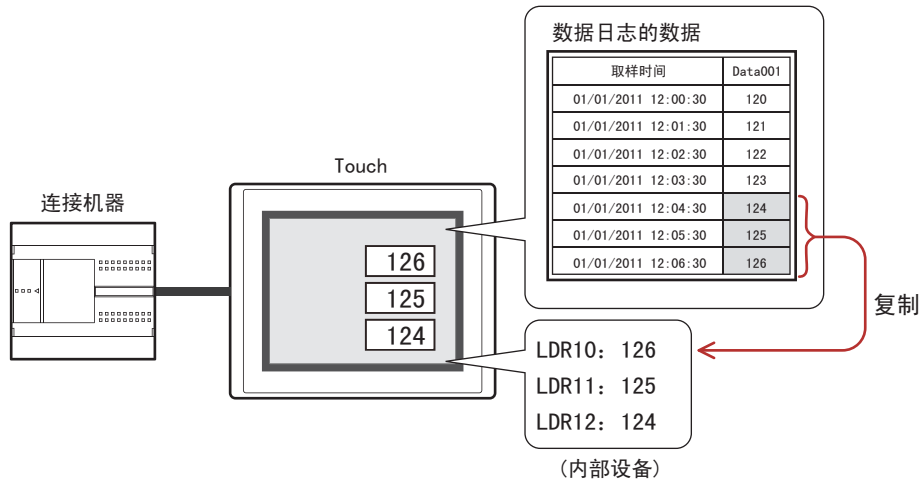 数据日志的数据
取样时间 Data001
01/01/2011 12:00:30 120
01/01/2011 12:01:30 121
01/01/2011 12:02:30 122
01/01/2011 12:03:30 123
01/01/2011 12:04:30 124
01/01/2011 12:05:30 125
01/01/2011 12:06:30 126
Touch
连接机器
126
125
124
复制
LDR10: 126
LDR11: 125
LDR12: 124
(内部设备)